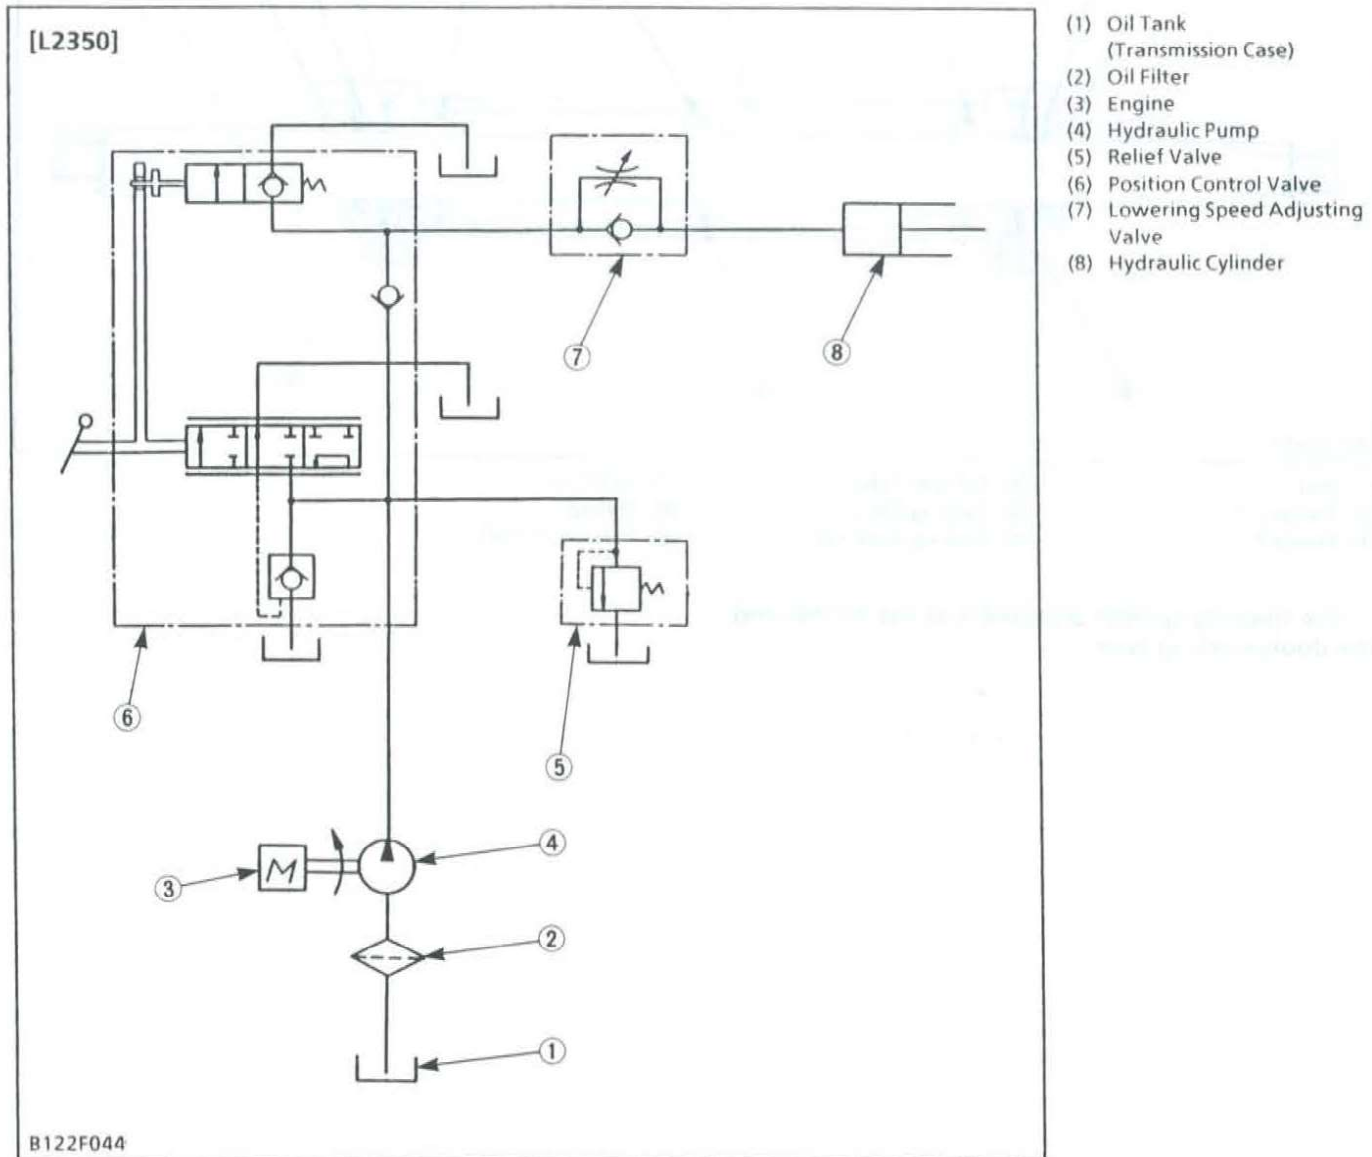 [L2350]
(1) Oil Tank
(Transmission Case)
(2) Oil Filter
(3) Engine
(4) Hydraulic Pump
(5) Relief Valve
(6) Position Control Valve
(7) Lowering Speed Adjusting
Valve
(8) Hydraulic Cylinder
7
8
6
5
4
M
3
2
1
B122F044